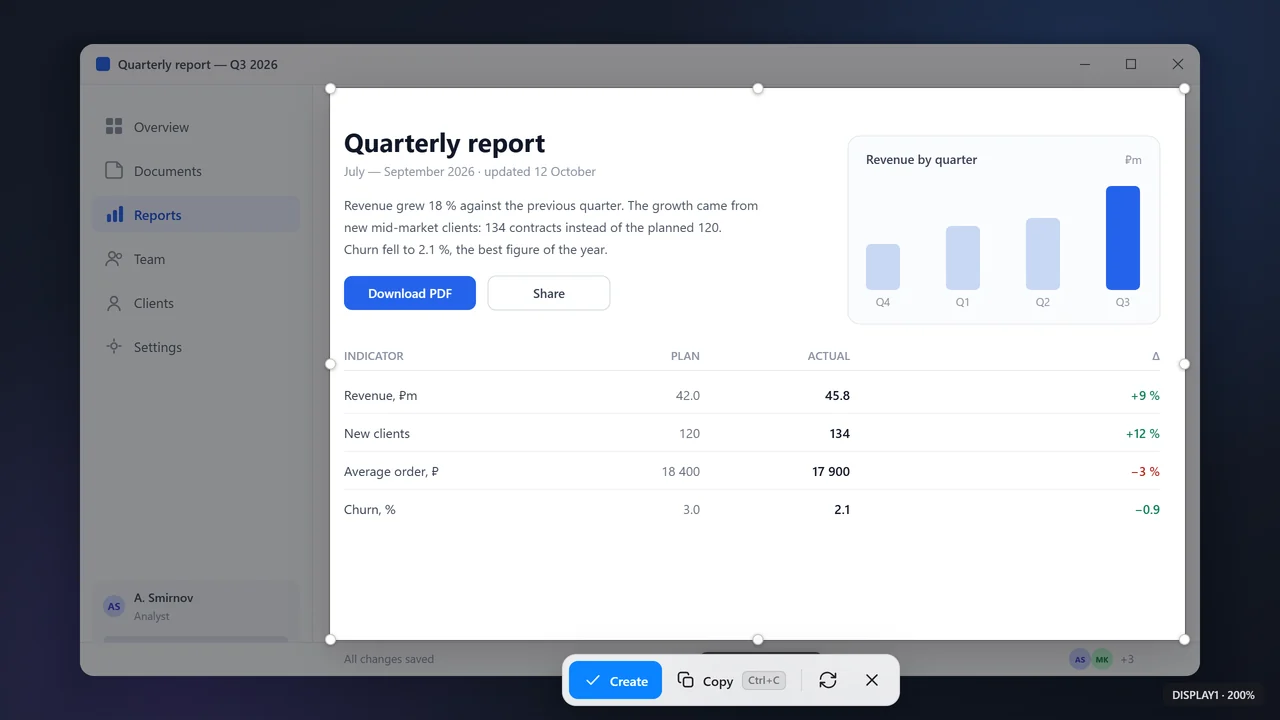 Quarterly report — Q3 2026
Overview
Documents
Reports
Team
Clients
Settings
A. Smirnov
AS
Analyst
Quarterly report
July — September 2026 · updated 12 October
Revenue grew 18 % against the previous quarter. The growth came from
new mid-market clients: 134 contracts instead of the planned 120.
Churn fell to 2.1 %, the best figure of the year.
Download PDF
Share
Revenue by quarter ₽m
Q4 Q1 Q2 Q3
INDICATOR PLAN ACTUAL Δ
Revenue, ₽m 42.0 45.8 +9 %
New clients 120 134 +12 %
Average order, ₽ 18 400 17 900 −3 %
Churn, % 3.0 2.1 −0.9
All changes saved
AS MK +3
Create Copy Ctrl+C
DISPLAY1 · 200%